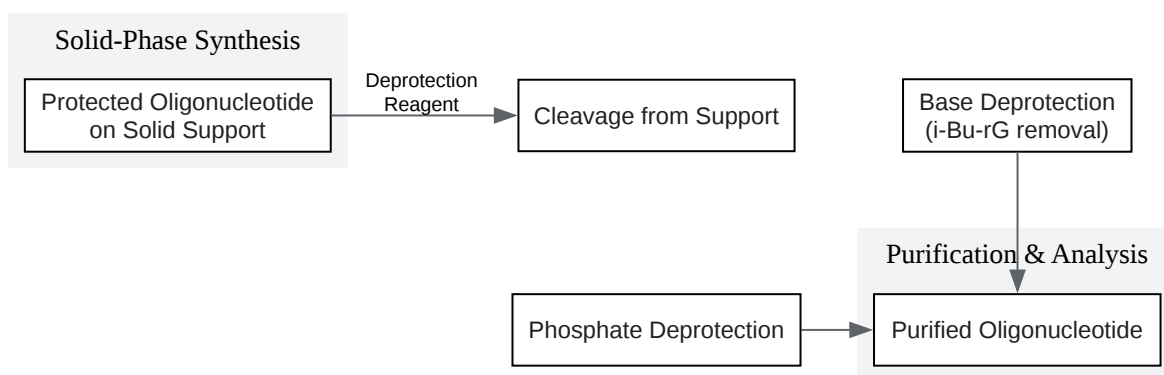 Solid-Phase Synthesis
Protected Oligonucleotide
on Solid Support
Deprotection
Reagent
Cleavage from Support
Base Deprotection
(i-Bu-rG removal)
Purification & Analysis
Phosphate Deprotection
Purified Oligonucleotide